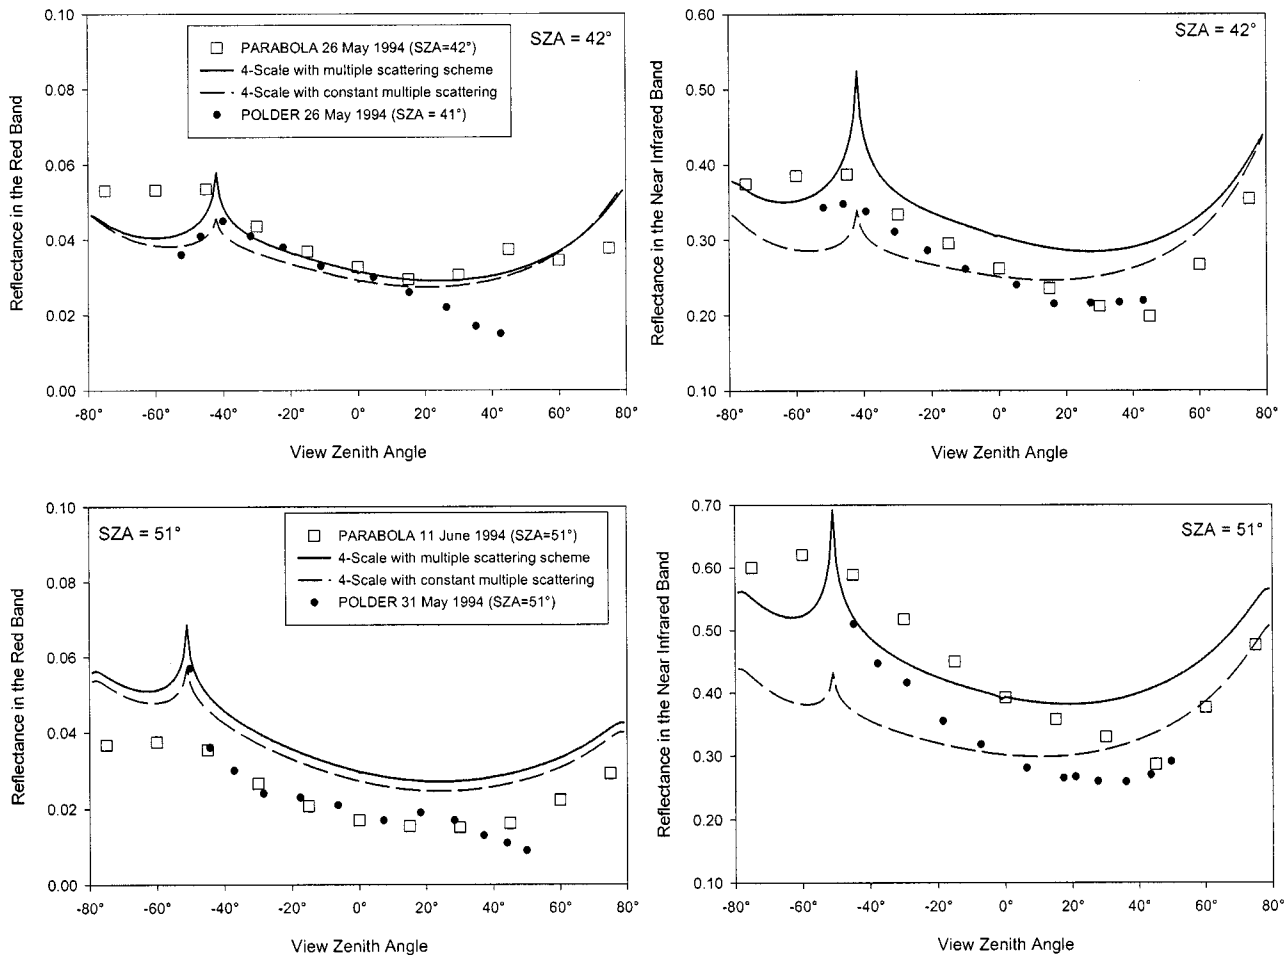 SZA = 42°
PARABOLA 26 May 1994 (SZA=42°)
4-Scale with multiple scattering scheme
4-Scale with constant multiple scattering
POLDER 26 May 1994 (SZA = 41°)
Reflectance in the Red Band
0.10
0.08
0.06
0.04
0.02
0.00
-80° -60° -40° -20° 0° 20° 40° 60° 80°
View Zenith Angle
SZA = 42°
Reflectance in the Near Infrared Band
0.60
0.50
0.40
0.30
0.20
0.10
-80° -60° -40° -20° 0° 20° 40° 60° 80°
View Zenith Angle
SZA = 51°
PARABOLA 11 June 1994 (SZA=51°)
4-Scale with multiple scattering scheme
4-Scale with constant multiple scattering
POLDER 31 May 1994 (SZA=51°)
Reflectance in the Red Band
0.10
0.08
0.06
0.04
0.02
0.00
-80° -60° -40° -20° 0° 20° 40° 60° 80°
View Zenith Angle
SZA = 51°
Reflectance in the Near Infrared Band
0.70
0.60
0.50
0.40
0.30
0.20
0.10
-80° -60° -40° -20° 0° 20° 40° 60° 80°
View Zenith Angle